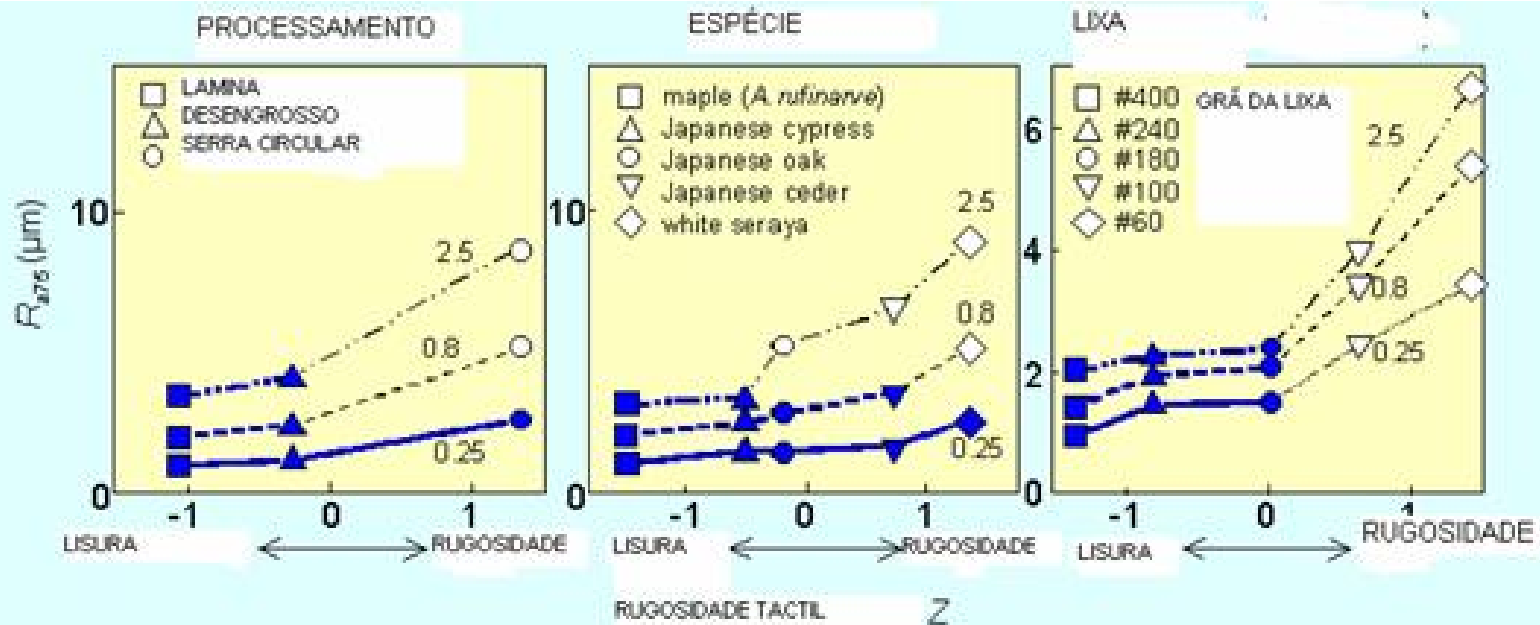 PROCESSAMENTO
LAMINA
DESENGROSSO
SERRA CIRCULAR
10
0
2.5
0.8
0.25
-1 0 1
LISURA RUGOSIDADE
R a75 (µm)
ESPÉCIE
maple (A. rufinarve)
Japanese cypress
Japanese oak
Japanese ceder
white seraya
10
0
2.5
0.8
0.25
-1 0 1
LISURA RUGOSIDADE
LIXA
#400 GRÃ DA LIXA
#240
#180
#100
#60
6
4
2
0
2.5
0.8
0.25
-1 0 1
LISURA RUGOSIDADE
RUGOSIDADE TACTIL Z